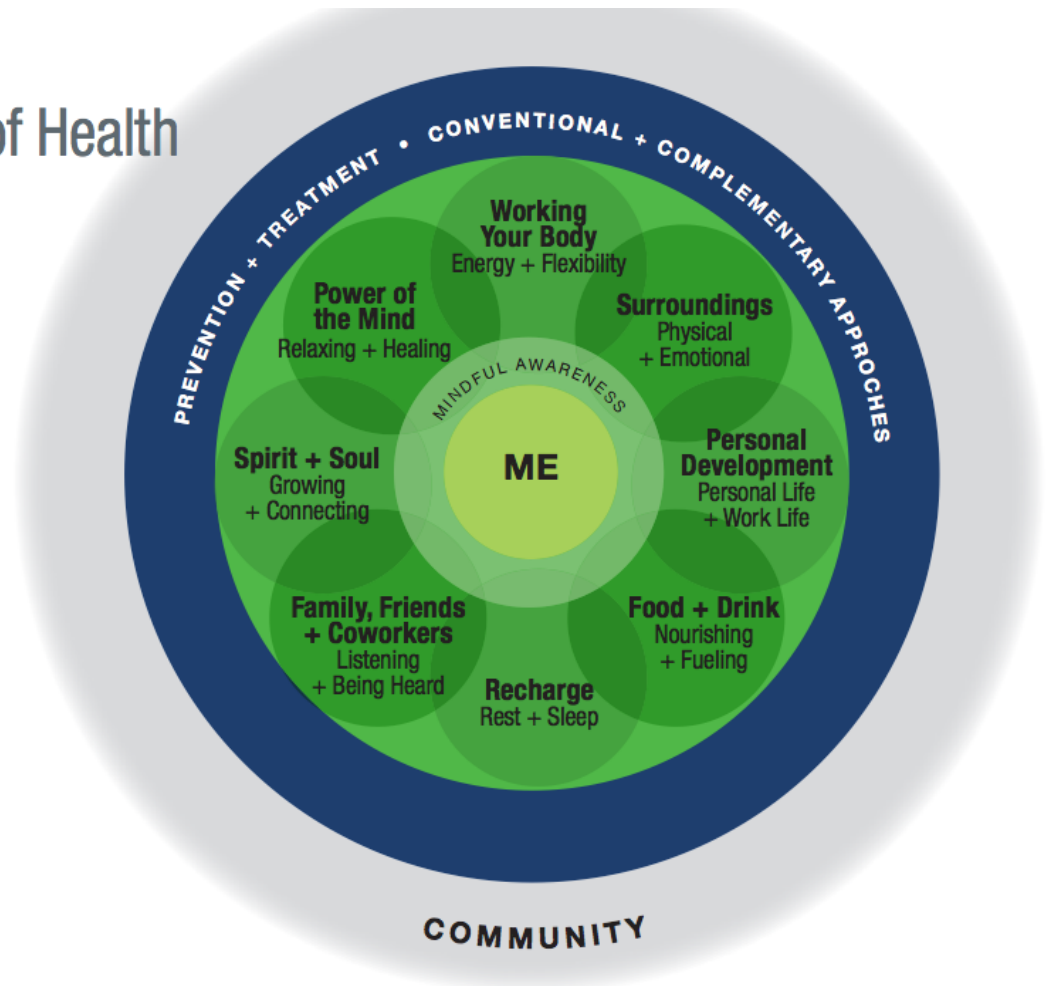 of Health
PREVENTION + TREATMENT • CONVENTIONAL + COMPLEMENTARY APPROCHES
Working
Your Body
Energy + Flexibility
Surroundings
Physical
+ Emotional
Personal
Development
Personal Life
+ Work Life
Food + Drink
Nourishing
+ Fueling
Recharge
Rest + Sleep
Family, Friends
+ Coworkers
Listening
+ Being Heard
Spirit + Soul
Growing
+ Connecting
Power of
the Mind
Relaxing + Healing
MINDFUL AWARENESS
ME
COMMUNITY